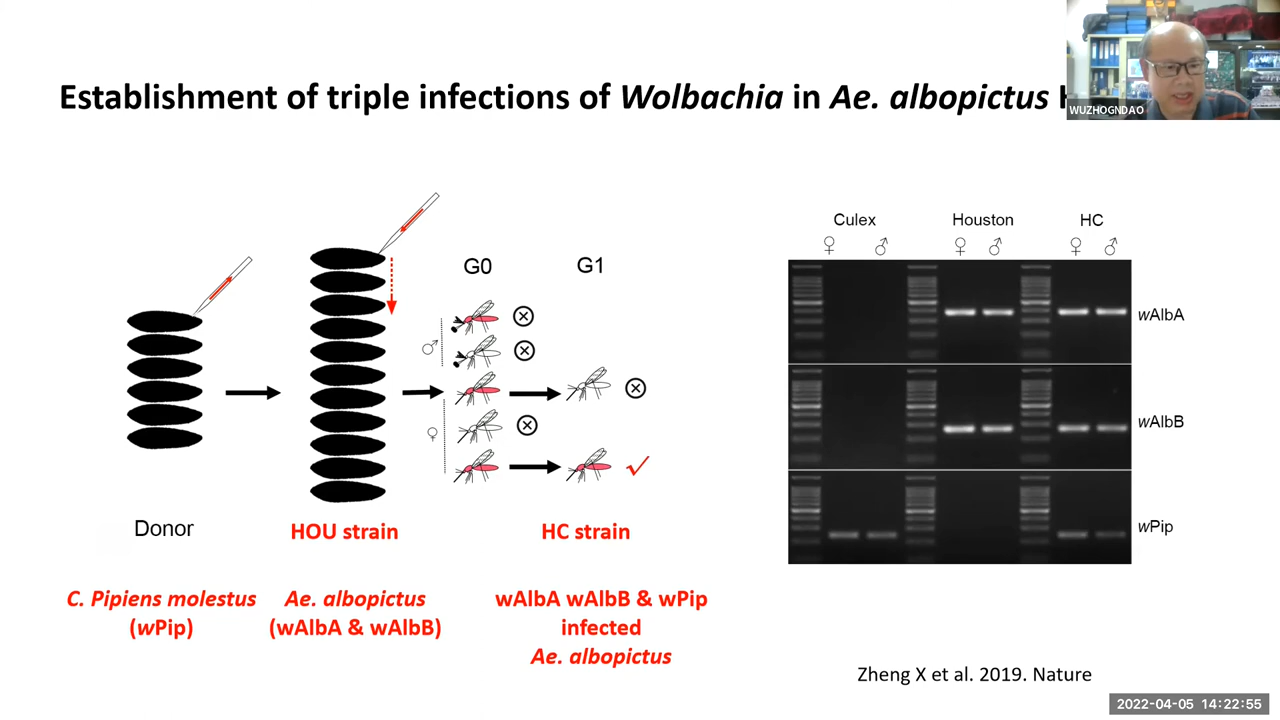 Establishment of triple infections of Wolbachia in Ae. albopictus
WUZHOGNDAO
Culex Houston HC
♀ ♂ ♀ ♂ ♀ ♂
G0 G1
♂
♀
wAlbA
wAlbB
wPip
Donor
HOU strain
HC strain
C. Pipiens molestus
(wPip)
Ae. albopictus
(wAlbA & wAlbB)
wAlbA wAlbB & wPip
infected
Ae. albopictus
Zheng X et al. 2019. Nature
2022-04-05 14:22:55